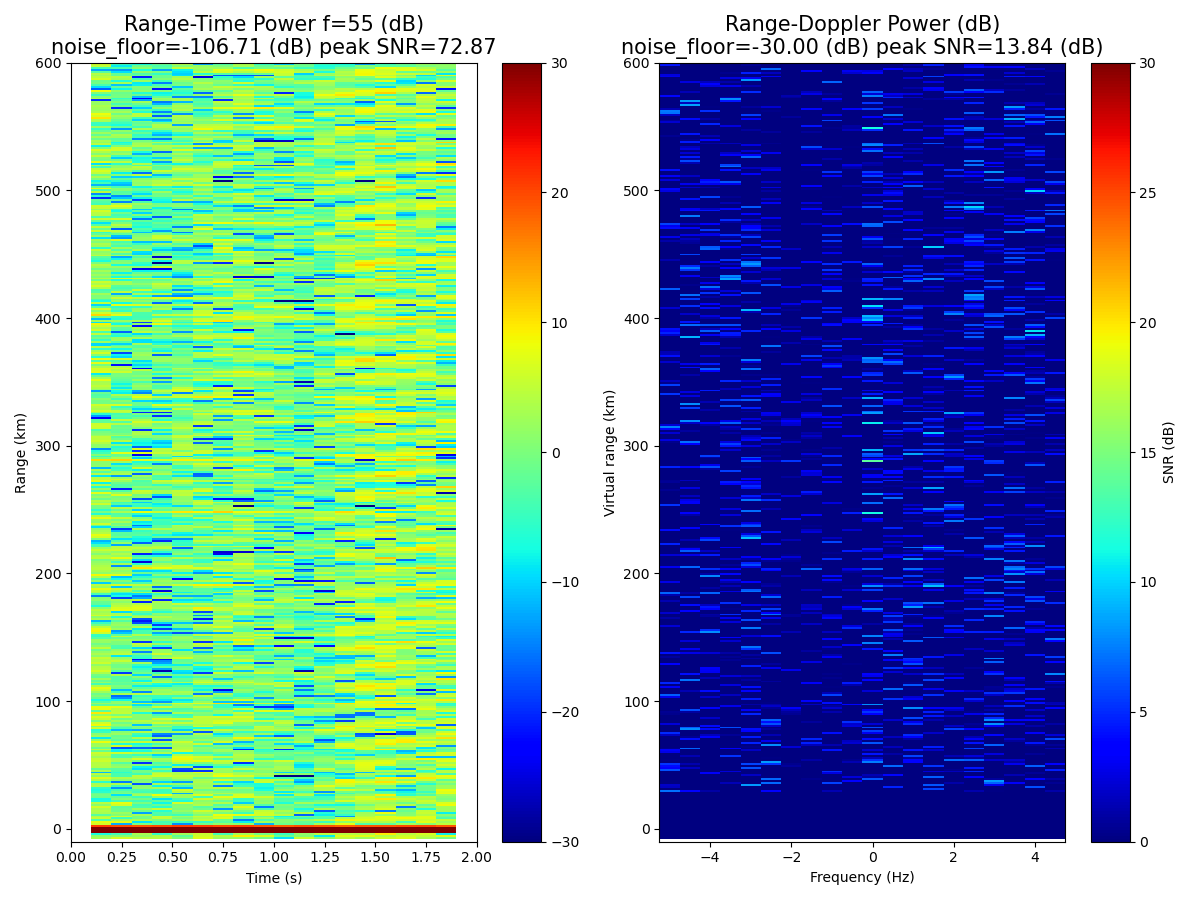 Range-Time Power f=55 (dB)
noise_floor=-106.71 (dB) peak SNR=72.87
Range-Doppler Power (dB)
noise_floor=-30.00 (dB) peak SNR=13.84 (dB)
600
500
400
300
200
100
0
Range (km)
0.00 0.25 0.50 0.75 1.00 1.25 1.50 1.75 2.00
Time (s)
30
20
10
0
−10
−20
−30
600
500
400
300
200
100
0
Virtual range (km)
−4 −2 0 2 4
Frequency (Hz)
30
25
20
15
10
5
0
SNR (dB)